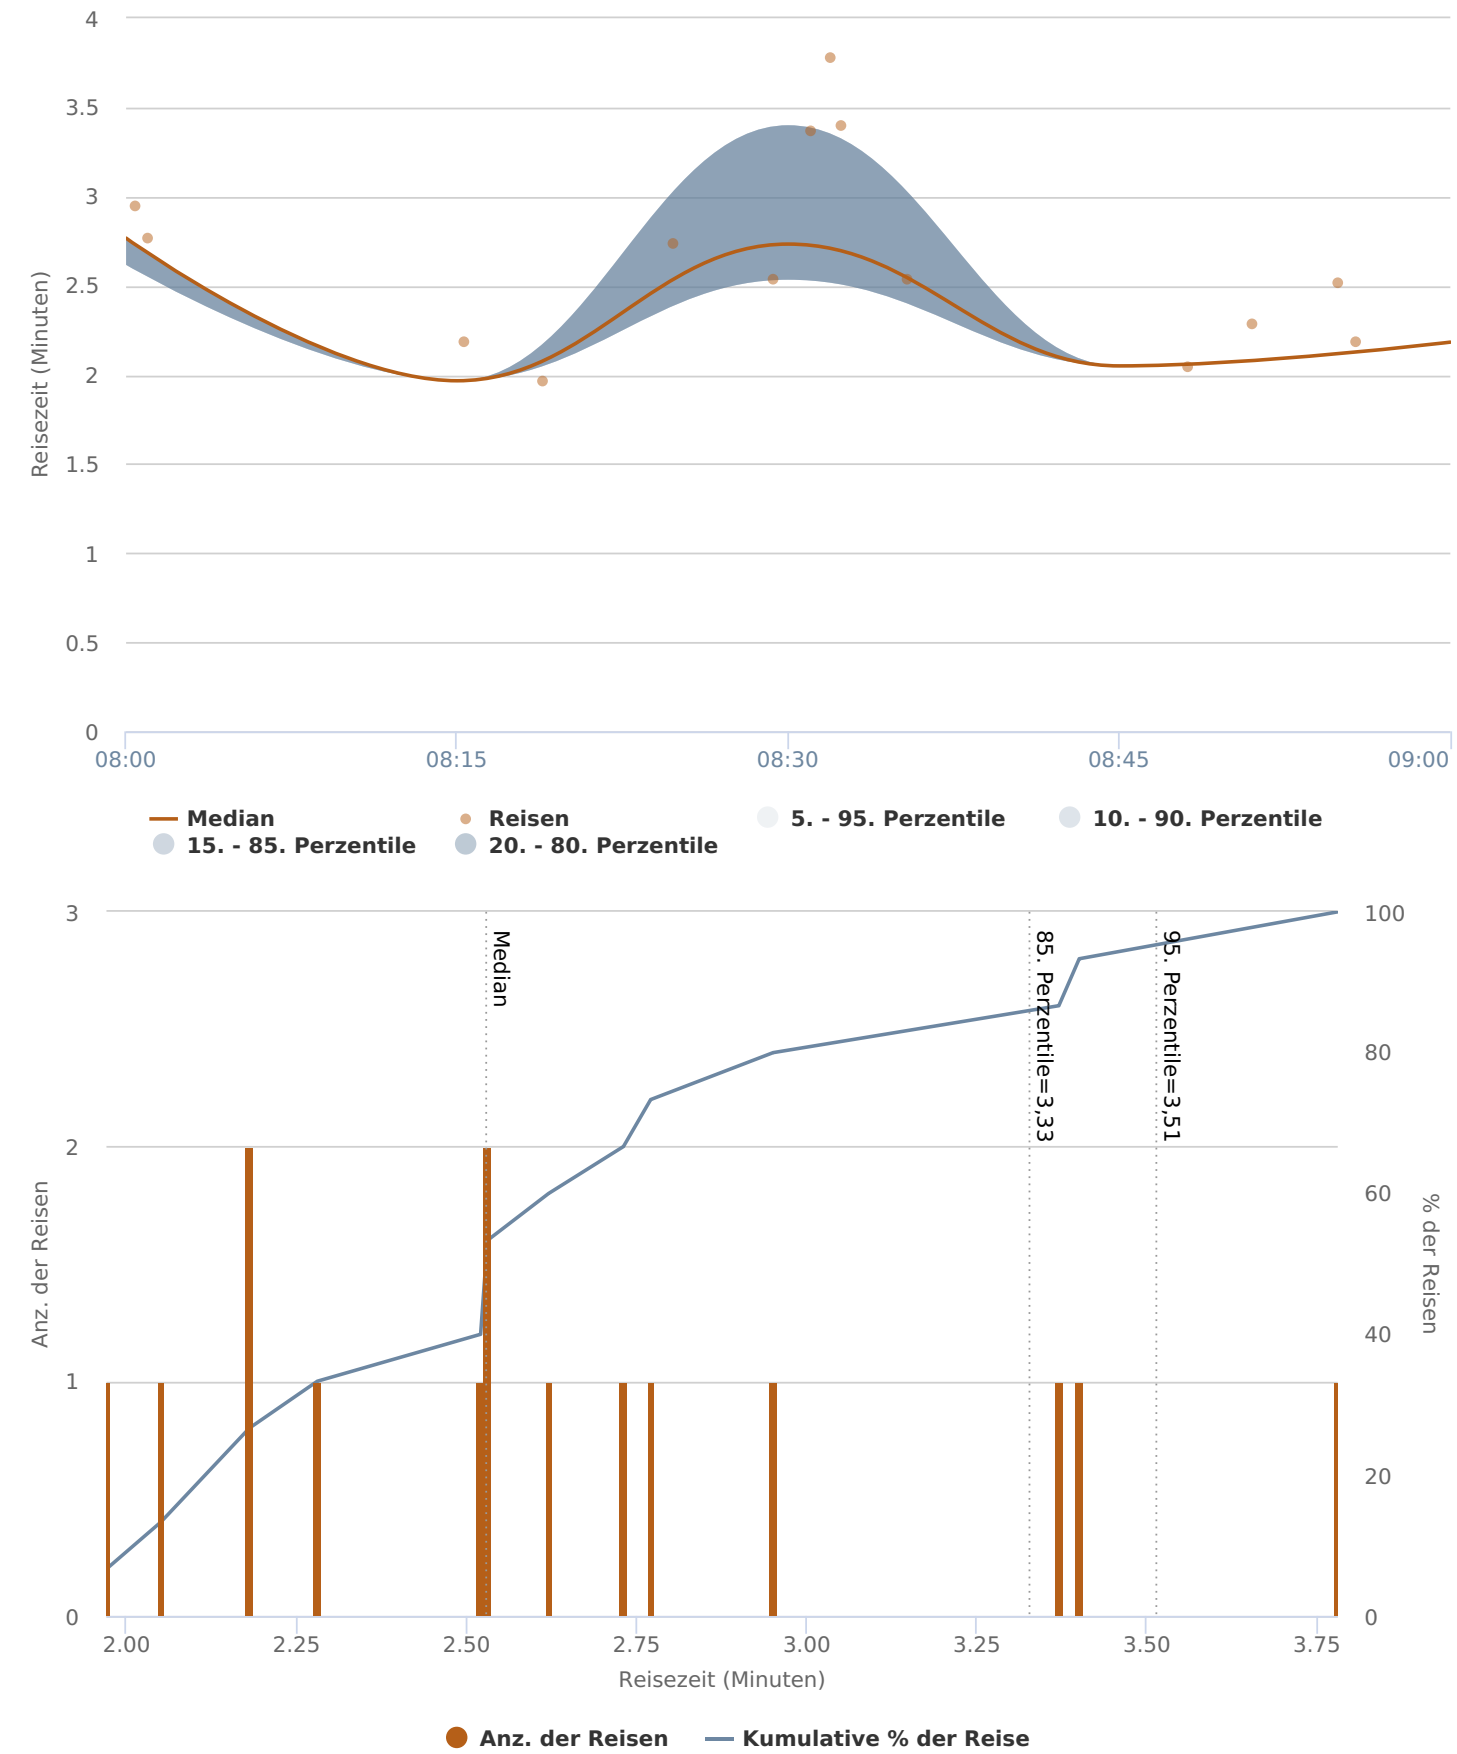 4
3.5
3
2.5
2
1.5
1
0.5
0
Reisezeit (Minuten)
08:00 08:15 08:30 08:45 09:00
Median Reisen 5. - 95. Perzentile 10. - 90. Perzentile
15. - 85. Perzentile 20. - 80. Perzentile
3
2
1
0
Anz. der Reisen
Median
85. Perzentile=3,33
95. Perzentile=3,51
100
80
60
40
20
0
% der Reisen
2.00 2.25 2.50 2.75 3.00 3.25 3.50 3.75
Reisezeit (Minuten)
Anz. der Reisen Kumulative % der Reise